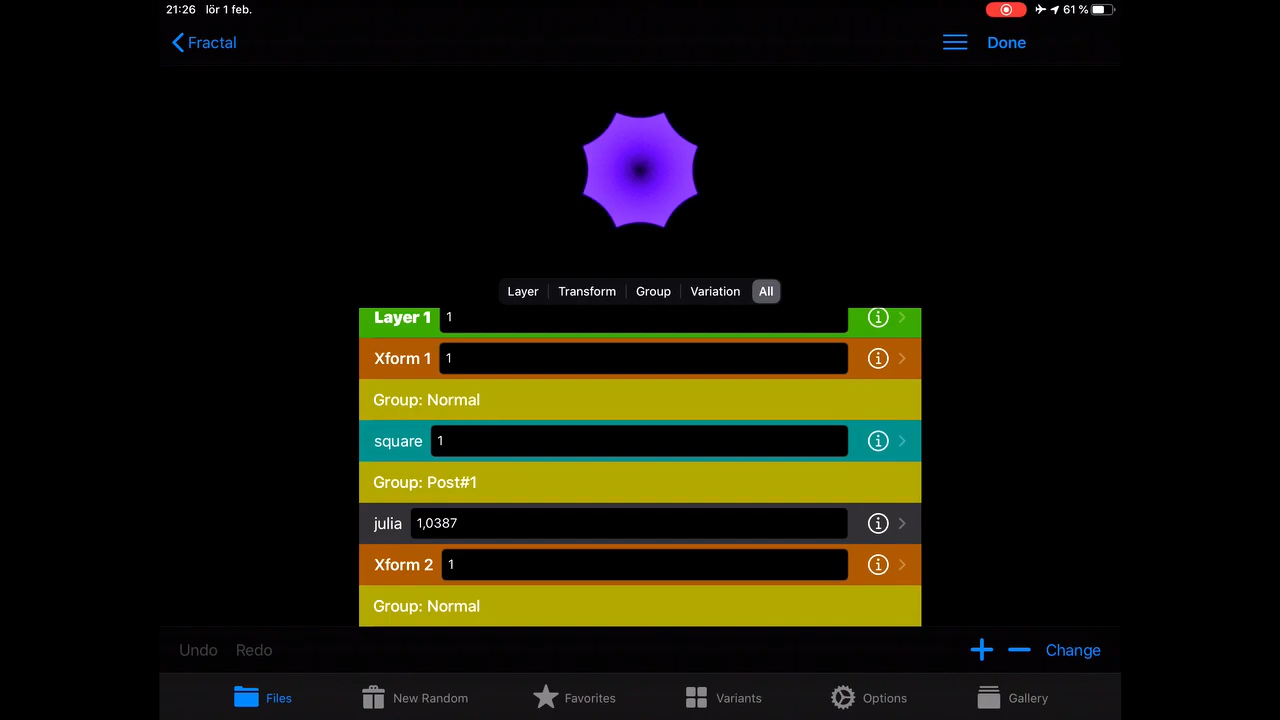 21:26 lör 1 feb. 61 %
Fractal Done
Layer Transform Group Variation All
Layer 1 1
Xform 1 1
Group: Normal
square 1
Group: Post#1
julia 1,0387
Xform 2 1
Group: Normal
Undo Redo Change
Files New Random Favorites Variants Options Gallery